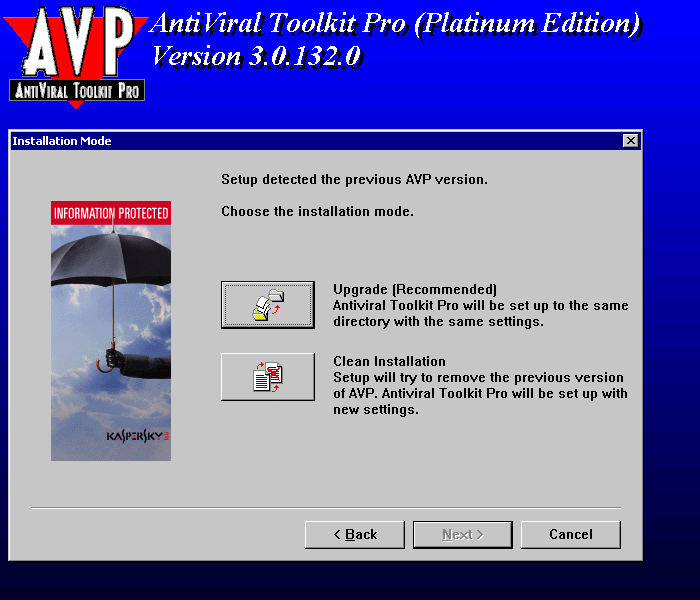 AVP
ANTIVIRAL TOOLKIT PRO
AntiViral Toolkit Pro (Platinum Edition)
Version 3.0.132.0
Installation Mode
Setup detected the previous AVP version.
Choose the installation mode.
INFORMATION PROTECTED
KASPERSKY
Upgrade (Recommended)
Antiviral Toolkit Pro will be set up to the same
directory with the same settings.
Clean Installation
Setup will try to remove the previous version
of AVP. Antiviral Toolkit Pro will be set up with
new settings.
< Back
Next >
Cancel